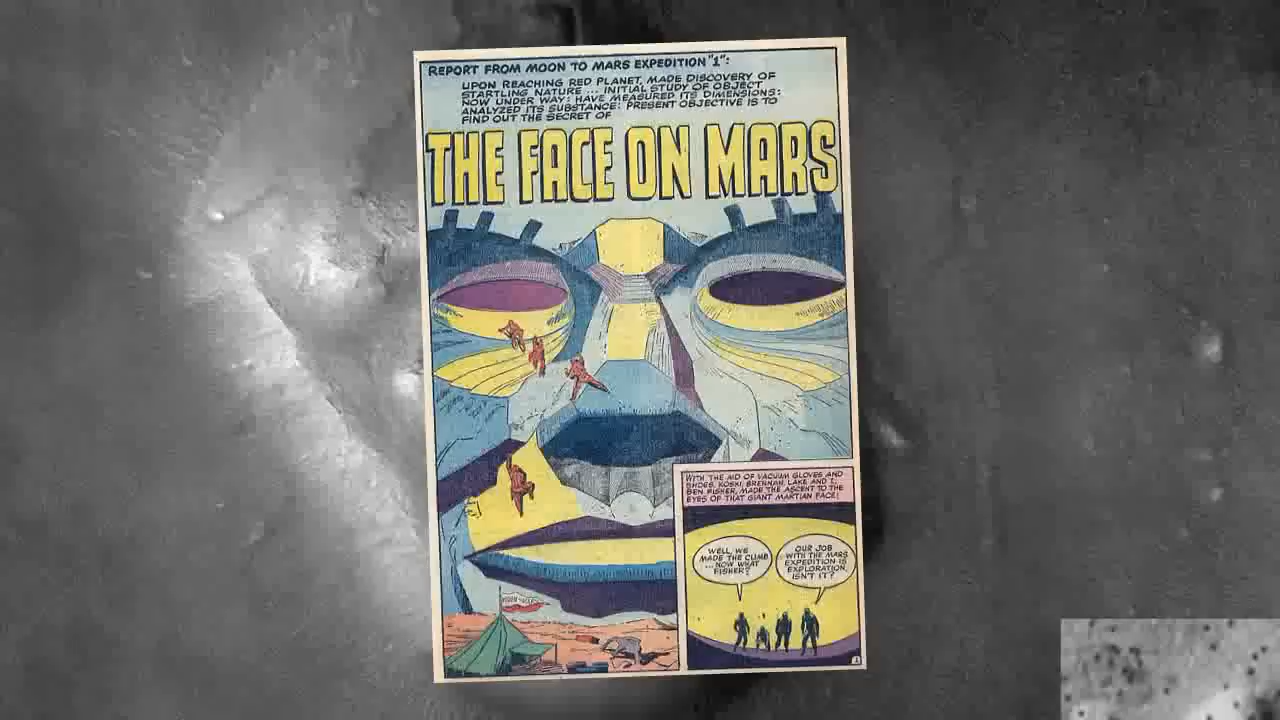 REPORT FROM MOON TO MARS EXPEDITION "1":
UPON REACHING RED PLANET, MADE DISCOVERY OF
STARTLING NATURE ... INITIAL STUDY OF OBJECT
NOW UNDER WAY: HAVE MEASURED ITS DIMENSIONS:
ANALYZED ITS SUBSTANCE: PRESENT OBJECTIVE IS TO
FIND OUT THE SECRET OF
THE FACE ON MARS
WITH THE AID OF VACUUM GLOVES AND
SHOES, KOSKI, BRENNAN, LAKE AND I,
BEN FISHER, MADE THE ASCENT TO THE
EYES OF THAT GIANT MARTIAN FACE!
WELL, WE
MADE THE CLIMB
...NOW WHAT
FISHER?
OUR JOB
WITH THE MARS
EXPEDITION IS
EXPLORATION,
ISN'T IT?
1